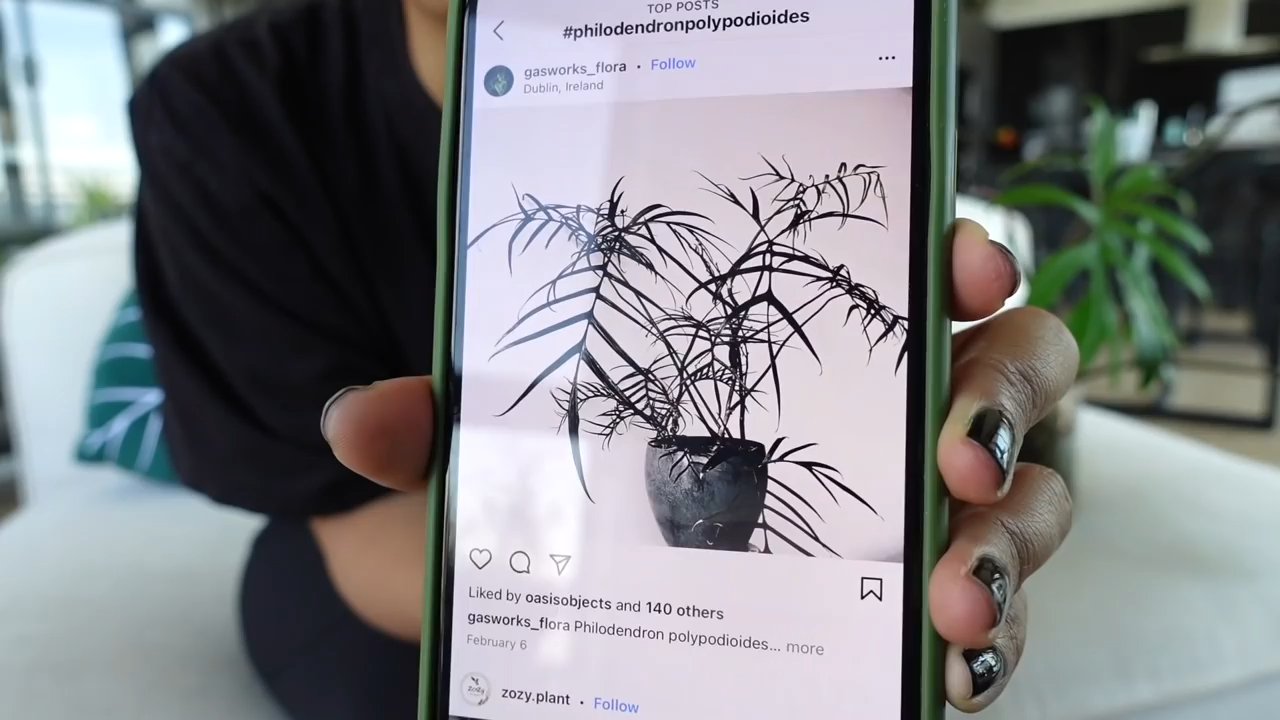 TOP POSTS
#philodendronpolypodioides
gasworks_flora • Follow
Dublin, Ireland
Liked by oasisobjects and 140 others
gasworks_flora Philodendron polypodioides... more
February 6
zozy.plant • Follow